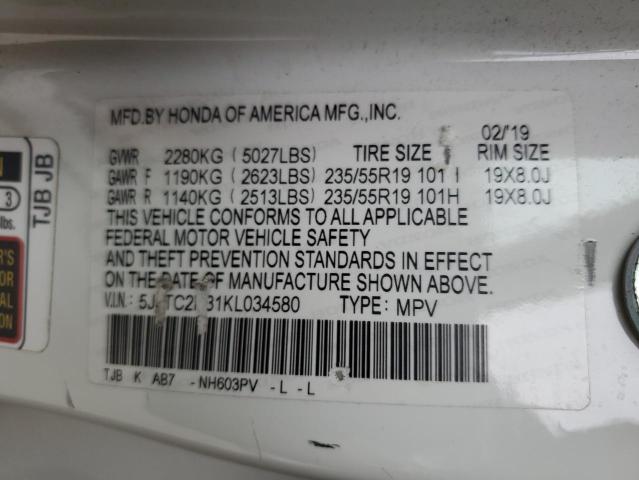 MFD.BY HONDA OF AMERICA MFG.,INC.
02/'19
GVWR 2280KG (5027LBS) TIRE SIZE RIM SIZE
GAWR F 1190KG (2623LBS) 235/55R19 101 19X8.0J
GAWR R 1140KG (2513LBS) 235/55R19 101H 19X8.0J
THIS VEHICLE CONFORMS TO ALL APPLICABLE
FEDERAL MOTOR VEHICLE SAFETY
AND THEFT PREVENTION STANDARDS IN EFFECT
ON THE DATE OF MANUFACTURE SHOWN ABOVE.
V.I.N.: TYPE: MPV
TJB K AB7 -NH603PV -L -L
TJB JB
3
lbs.